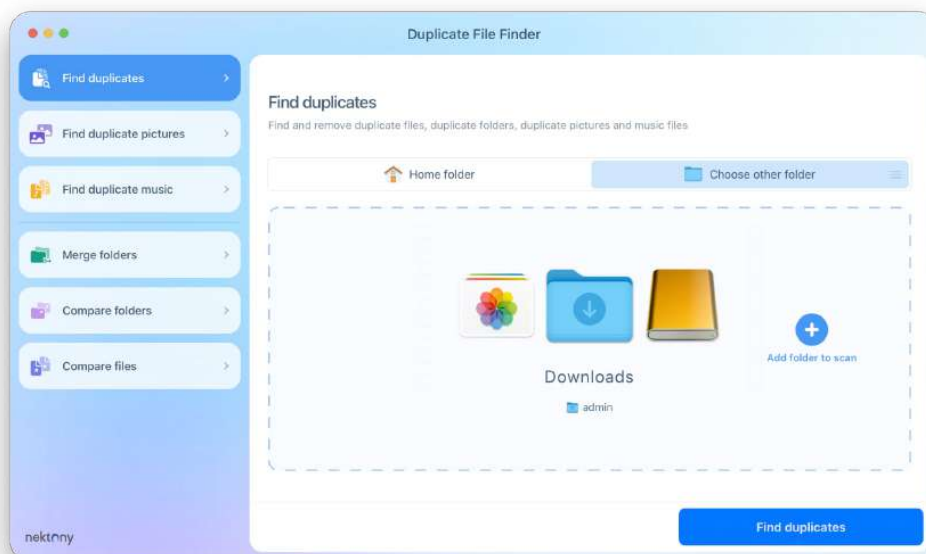 Duplicate File Finder
Find duplicates
Find duplicate pictures
Find duplicate music
Merge folders
Compare folders
Compare files
nektony
Find duplicates
Find and remove duplicate files, duplicate folders, duplicate pictures and music files
Home folder
Choose other folder
Add folder to scan
Downloads
admin
Find duplicates